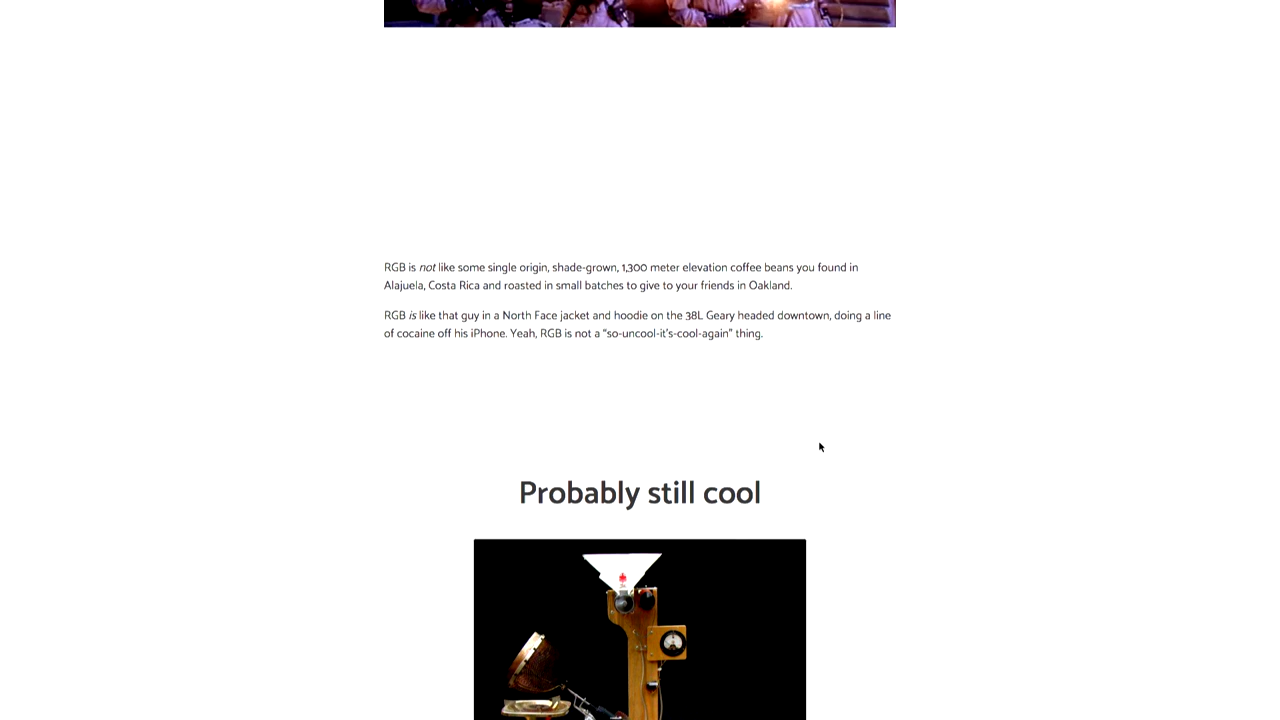 RGB is not like some single origin, shade-grown, 1,300 meter elevation coffee beans you found in
Alajuela, Costa Rica and roasted in small batches to give to your friends in Oakland.
RGB is like that guy in a North Face jacket and hoodie on the 38L Geary headed downtown, doing a line
of cocaine off his iPhone. Yeah, RGB is not a “so-uncool-it’s-cool-again” thing.
Probably still cool